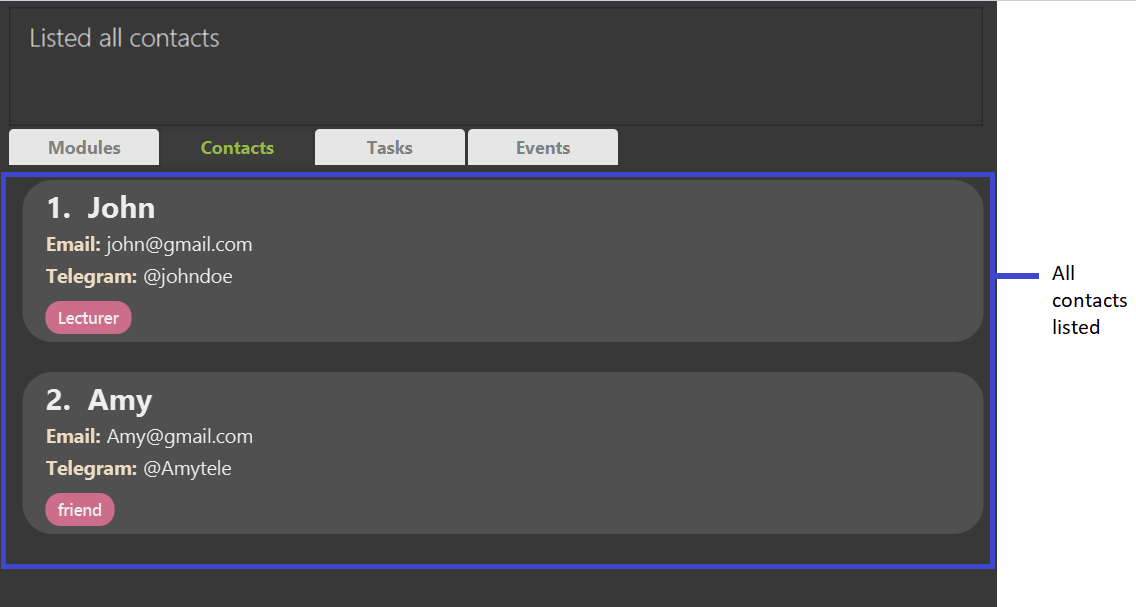 Listed all contacts
Modules Contacts Tasks Events
1. John
Email: john@gmail.com
Telegram: @johndoe
Lecturer
2. Amy
Email: Amy@gmail.com
Telegram: @Amytele
friend
All
contacts
listed